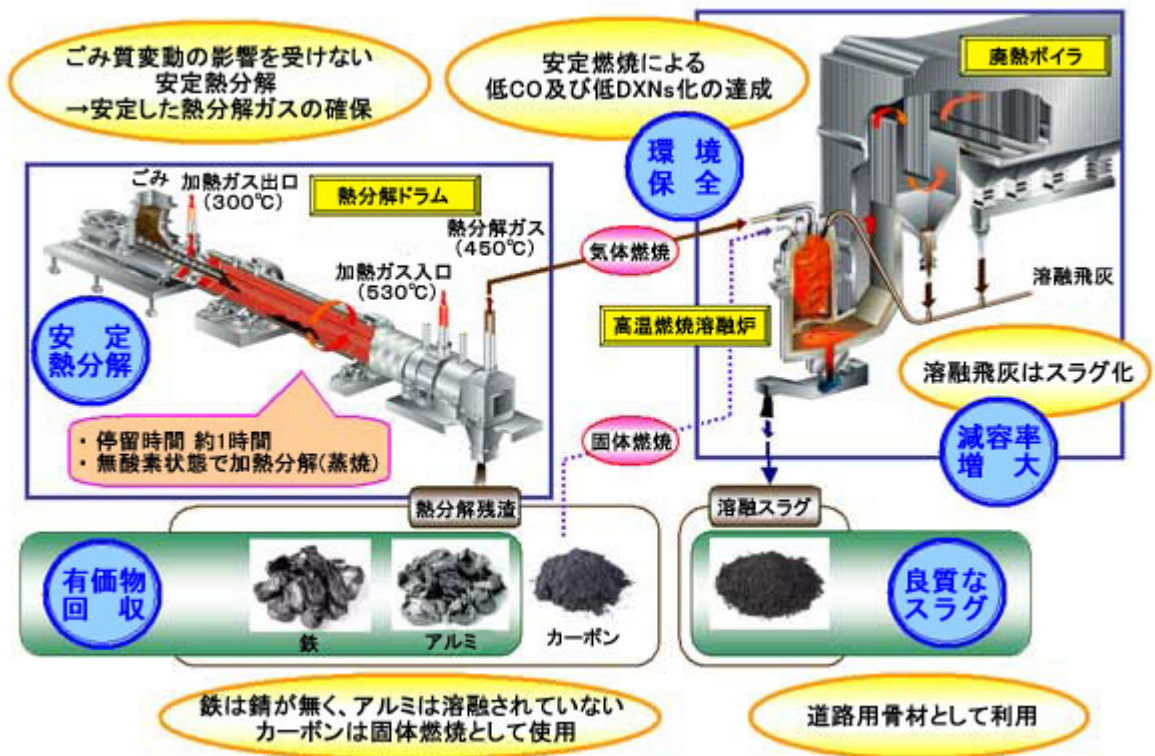 ごみ質変動の影響を受けない
安定熱分解
→安定した熱分解ガスの確保
安定燃焼による
低CO及び低DXNs化の達成
廃熱ボイラ
環境
保全
ごみ
加熱ガス出口
(300℃)
熱分解ドラム
熱分解ガス
(450℃)
加熱ガス入口
(530℃)
気体燃焼
溶融飛灰
高温燃焼溶融炉
安定
熱分解
溶融飛灰はスラグ化
・停留時間 約1時間
・無酸素状態で加熱分解(蒸焼)
固体燃焼
減容率
増大
熱分解残渣
溶融スラグ
有価物
回収
鉄
アルミ
カーボン
良質な
スラグ
鉄は錆が無く、アルミは溶融されていない
カーボンは固体燃焼として使用
道路用骨材として利用